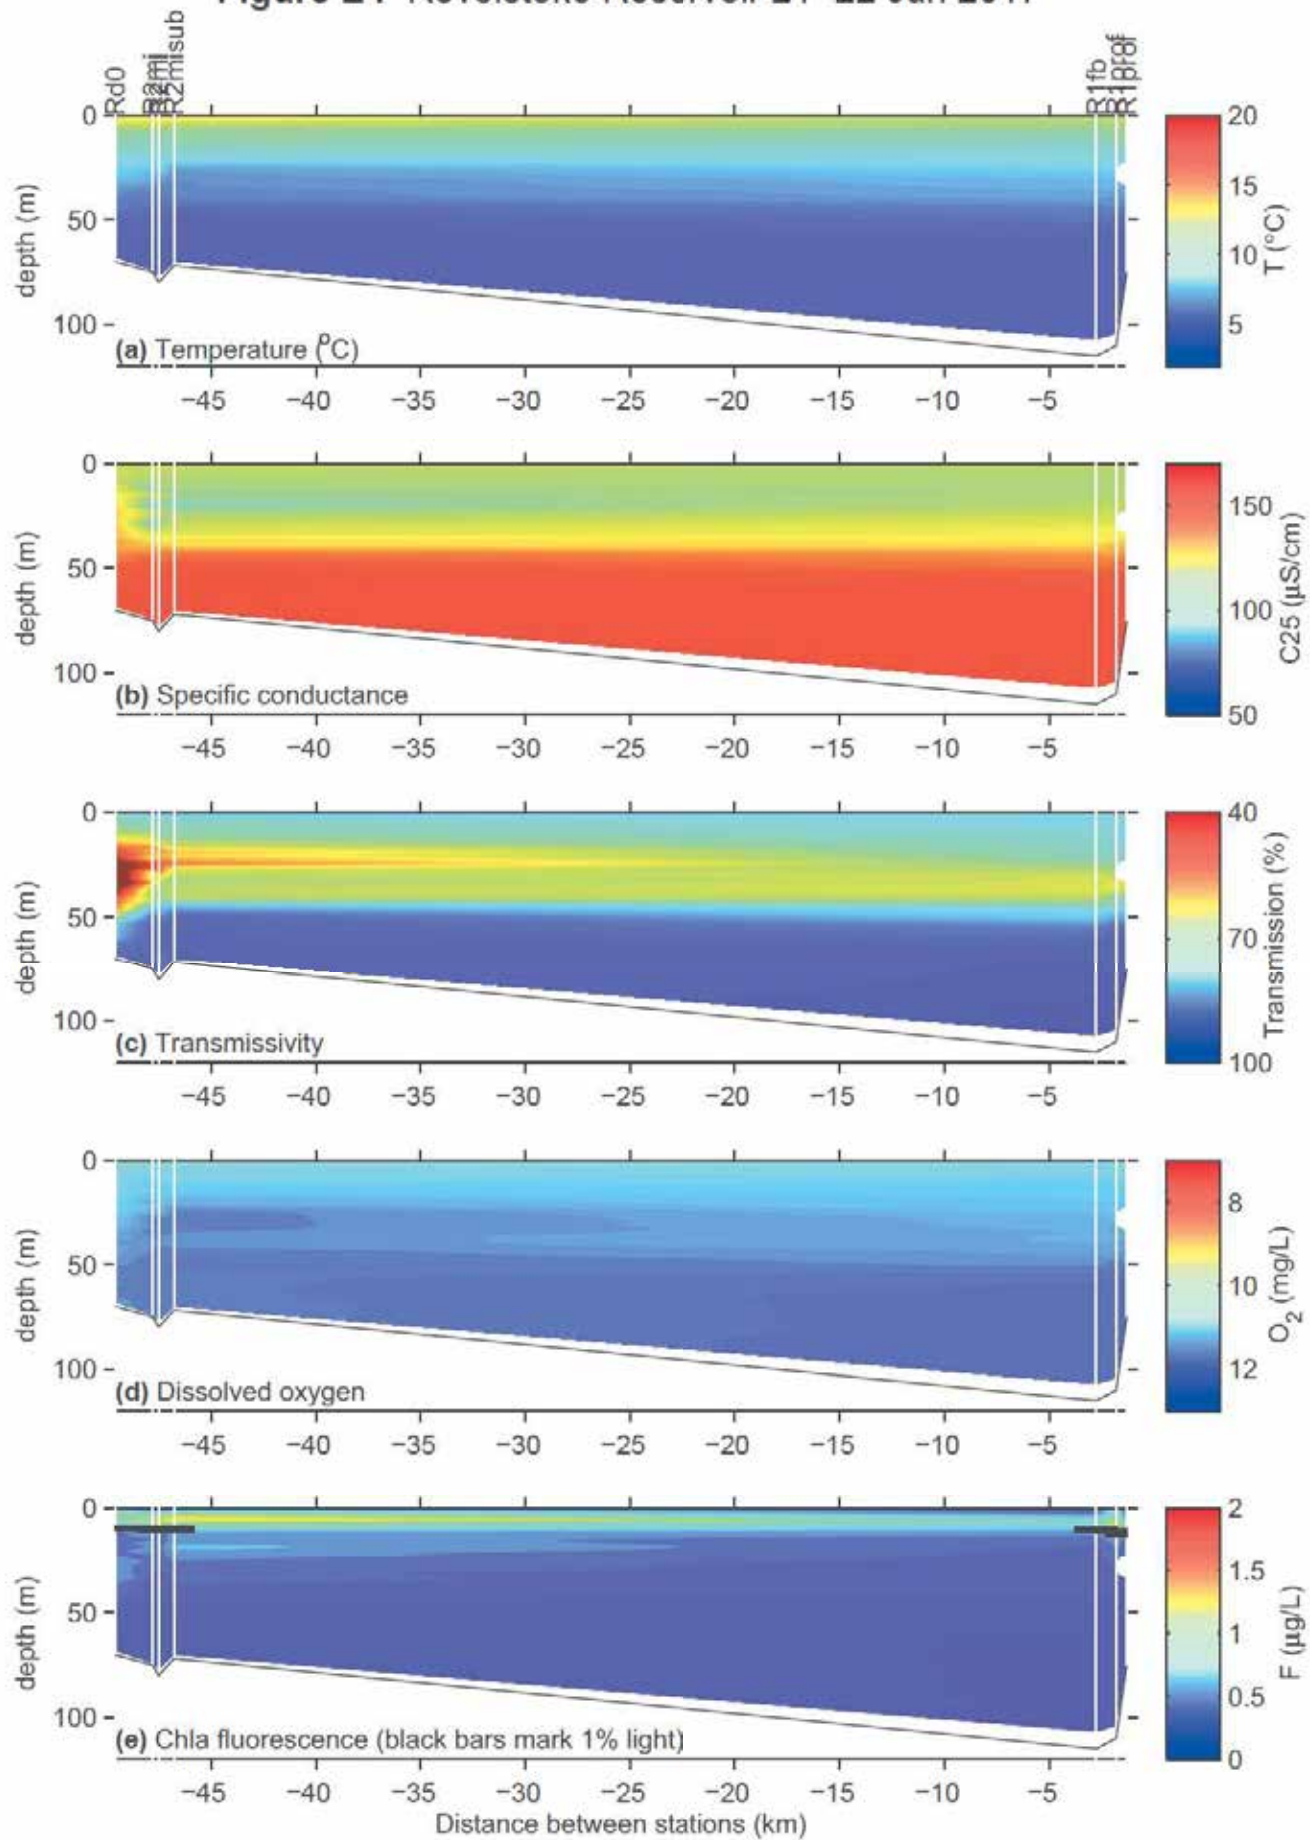 Rd0
R2misub
R1fb
R1prof
0
50
100
depth (m)
(a) Temperature (°C)
−45 −40 −35 −30 −25 −20 −15 −10 −5
20
15
10
5
T (°C)
0
50
100
depth (m)
(b) Specific conductance
−45 −40 −35 −30 −25 −20 −15 −10 −5
150
100
50
C25 (µS/cm)
0
50
100
depth (m)
(c) Transmissivity
−45 −40 −35 −30 −25 −20 −15 −10 −5
40
70
100
Transmission (%)
0
50
100
depth (m)
(d) Dissolved oxygen
−45 −40 −35 −30 −25 −20 −15 −10 −5
8
10
12
O2 (mg/L)
0
50
100
depth (m)
(e) Chla fluorescence (black bars mark 1% light)
−45 −40 −35 −30 −25 −20 −15 −10 −5
2
1.5
1
0.5
0
F (µg/L)
Distance between stations (km)